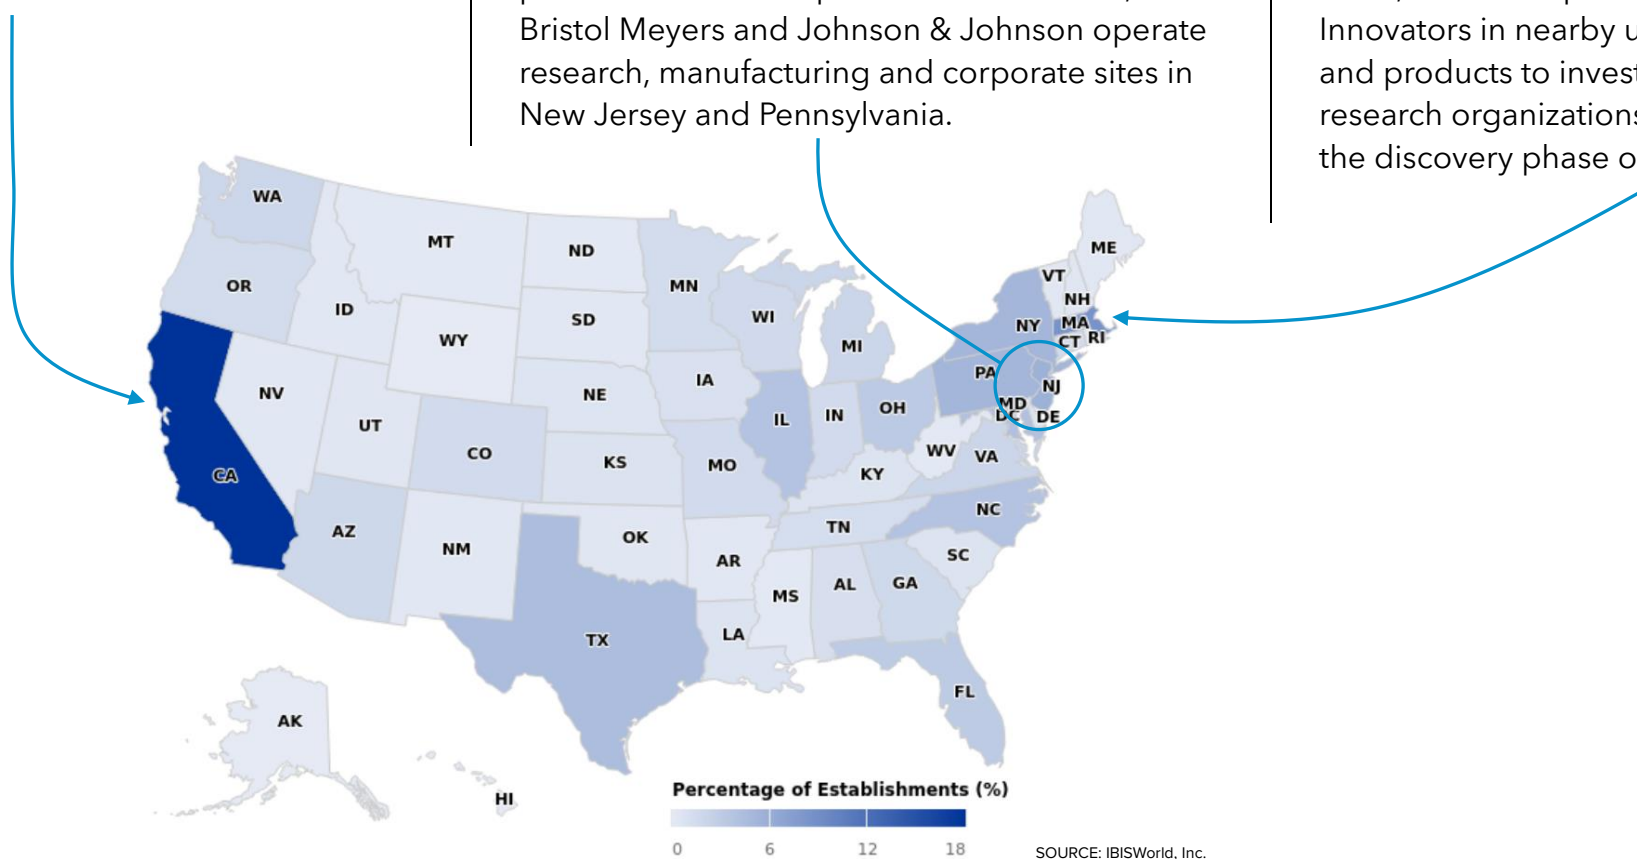 Bristol Meyers and Johnson & Johnson operate
research, manufacturing and corporate sites in
New Jersey and Pennsylvania.
Innovators in nearby u
and products to invest
research organizations
the discovery phase o
WA
MT
ND
MN
OR
ID
SD
WI
WY
MI
ME
VT
NH
NY
MA
CT
RI
PA
NJ
MD
DC
DE
NV
UT
CO
NE
IA
IL
IN
OH
KS
MO
WV
VA
KY
CA
AZ
NM
OK
AR
TN
NC
SC
MS
AL
GA
TX
LA
FL
AK
HI
Percentage of Establishments (%)
0 6 12 18
SOURCE: IBISWorld, Inc.